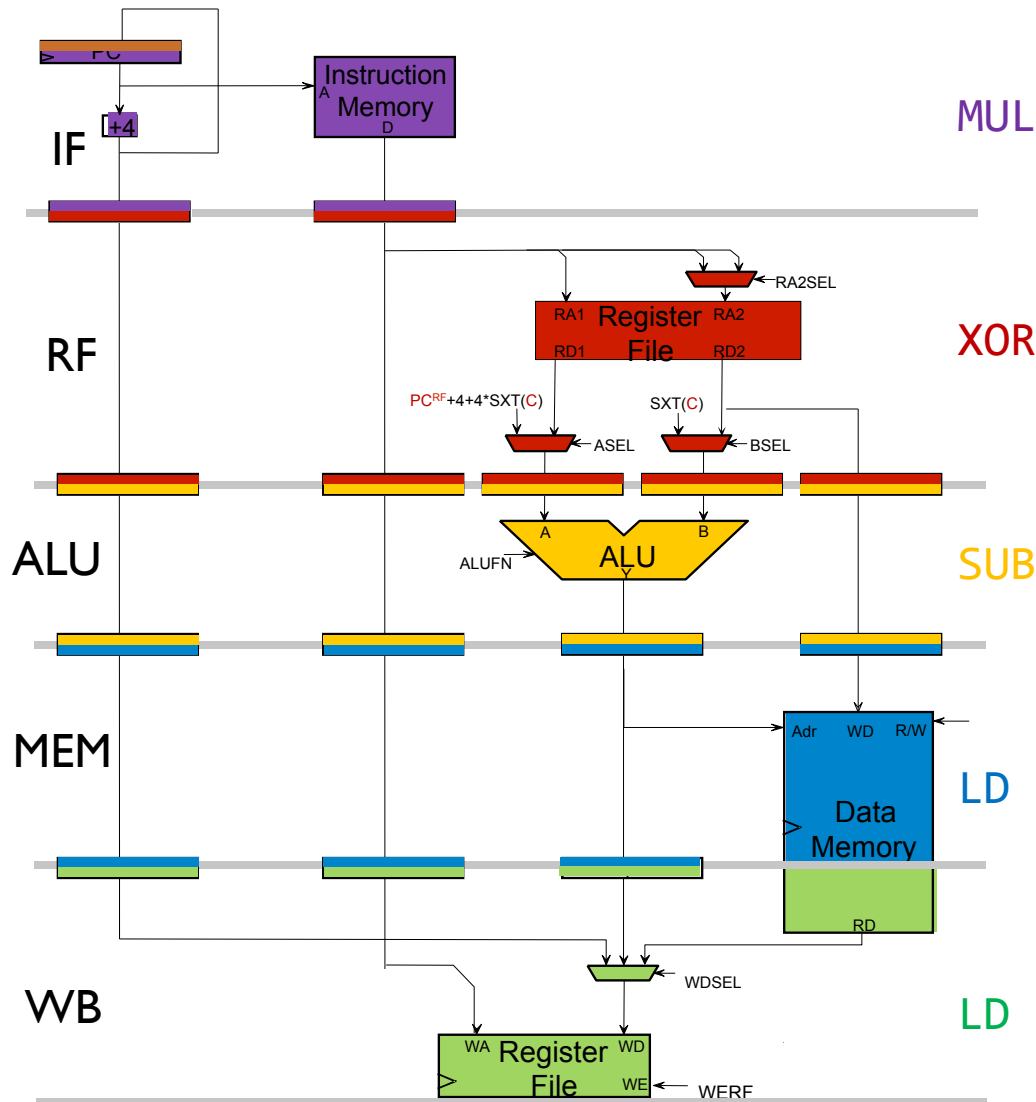 PC
Instruction
Memory
A
D
+4
IF
MUL
RA2SEL
RA1
Register
File
RA2
RD1
RD2
RF
XOR
PCRF+4+4*SXT(C)
SXT(C)
ASEL
BSEL
A
B
ALU
Y
ALUFN
ALU
SUB
Adr
WD
R/W
MEM
Data
Memory
LD
RD
WDSEL
WB
LD
WA
Register
File
WD
WE
WERF